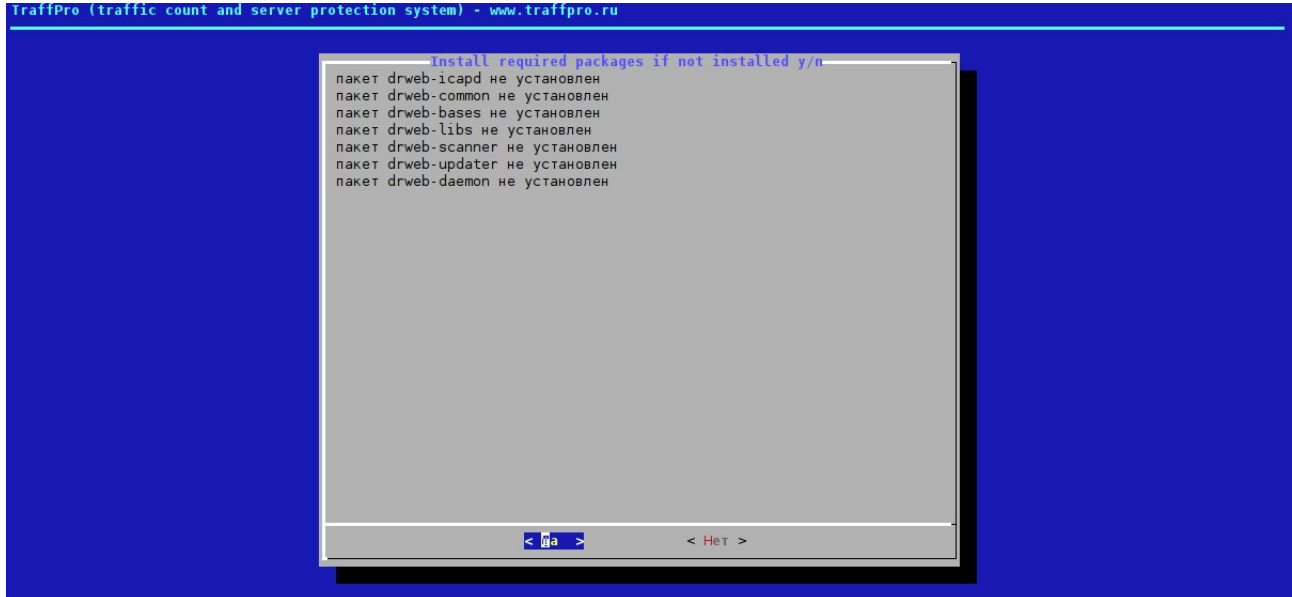 TraffPro (traffic count and server protection system) - www.traffpro.ru
Install required packages if not installed y/n
пакет drweb-icapd не установлен
пакет drweb-common не установлен
пакет drweb-bases не установлен
пакет drweb-libs не установлен
пакет drweb-scanner не установлен
пакет drweb-updater не установлен
пакет drweb-daemon не установлен
< Да > < Нет >